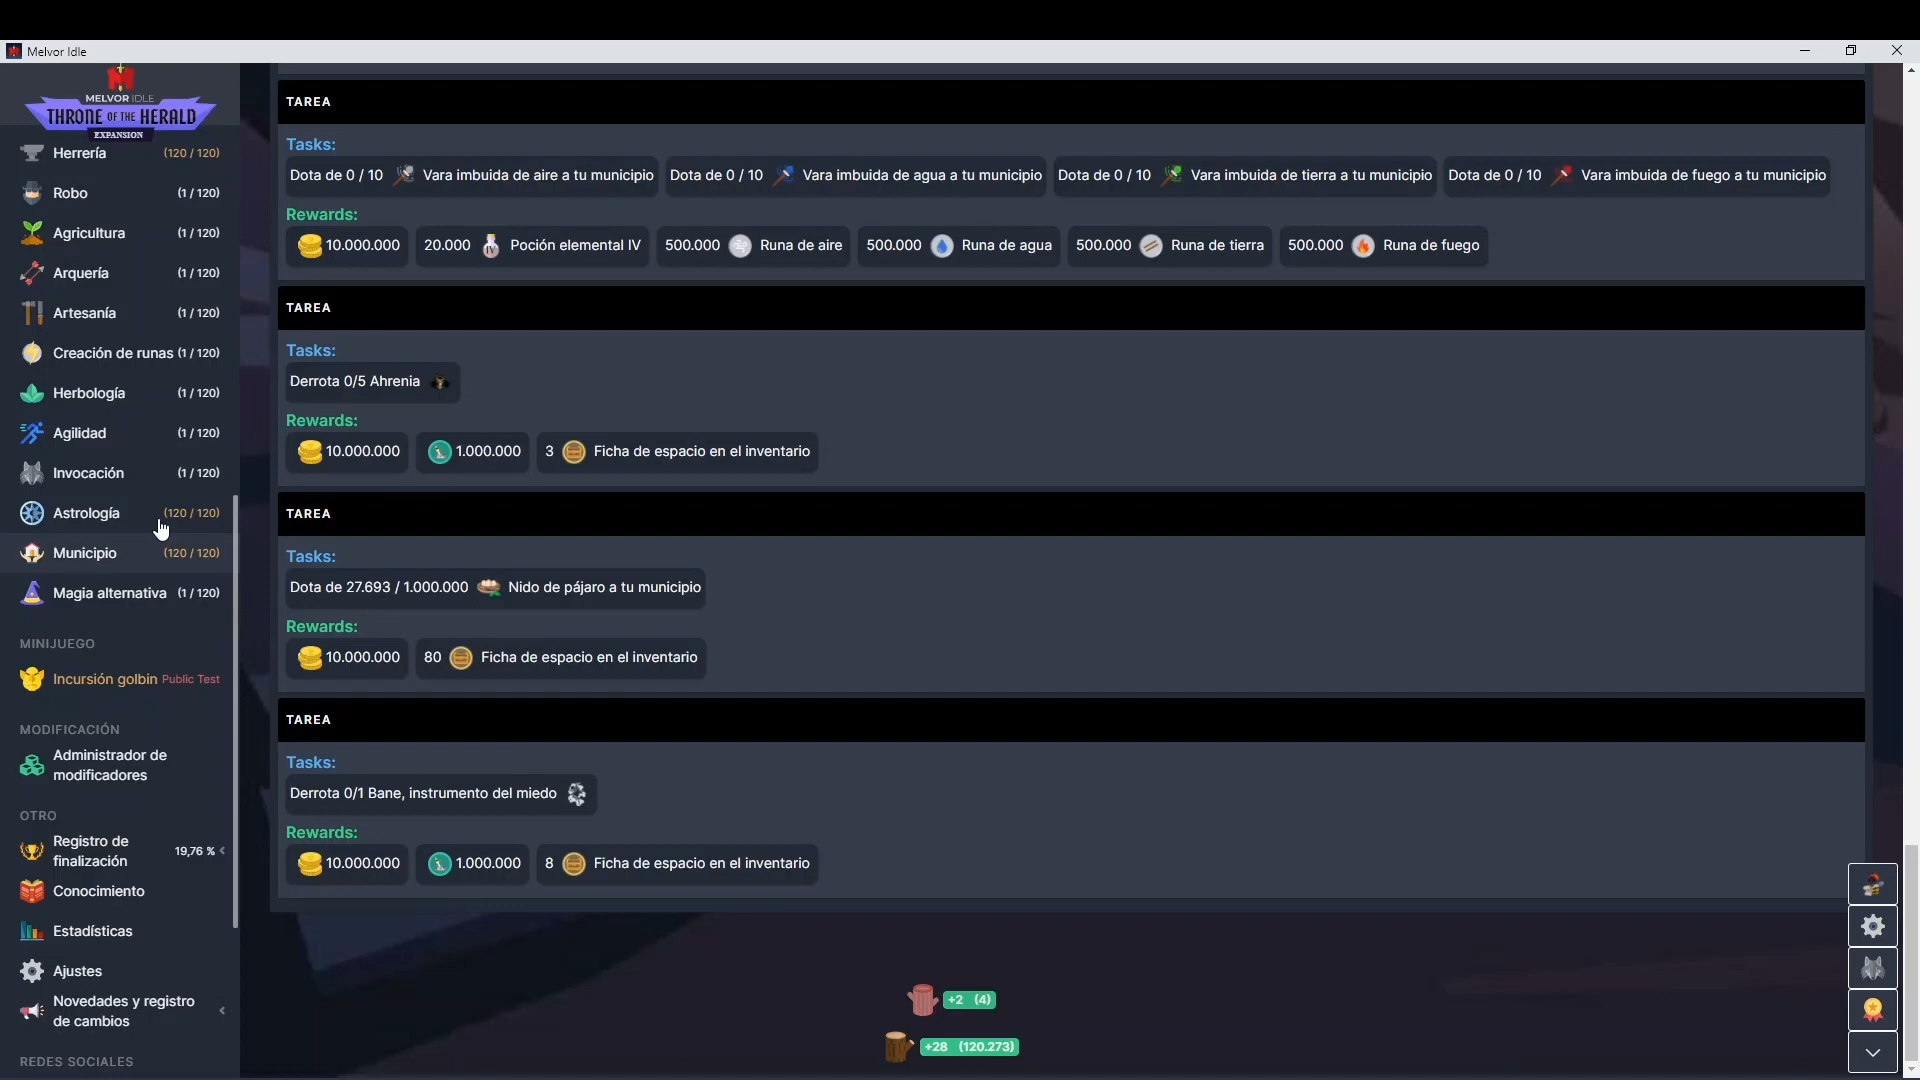 Melvor Idle
MELVOR IDLE
THRONE OF THE HERALD
EXPANSION
Herrería (120 / 120)
Robo (1 / 120)
Agricultura (1 / 120)
Arquería (1 / 120)
Artesanía (1 / 120)
Creación de runas (1 / 120)
Herbología (1 / 120)
Agilidad (1 / 120)
Invocación (1 / 120)
Astrología (120 / 120)
Municipio (120 / 120)
Magia alternativa (1 / 120)
MINIJUEGO
Incursión golbin Public Test
MODIFICACIÓN
Administrador de
modificadores
OTRO
Registro de
finalización 19,76 %
Conocimiento
Estadísticas
Ajustes
Novedades y registro
de cambios
REDES SOCIALES
TAREA
Tasks:
Dota de 0 / 10 Vara imbuida de aire a tu municipio Dota de 0 / 10 Vara imbuida de agua a tu municipio Dota de 0 / 10 Vara imbuida de tierra a tu municipio Dota de 0 / 10 Vara imbuida de fuego a tu municipio
Rewards:
10.000.000 20.000 Poción elemental IV 500.000 Runa de aire 500.000 Runa de agua 500.000 Runa de tierra 500.000 Runa de fuego
TAREA
Tasks:
Derrota 0/5 Ahrenia
Rewards:
10.000.000 1.000.000 3 Ficha de espacio en el inventario
TAREA
Tasks:
Dota de 27.693 / 1.000.000 Nido de pájaro a tu municipio
Rewards:
10.000.000 80 Ficha de espacio en el inventario
TAREA
Tasks:
Derrota 0/1 Bane, instrumento del miedo
Rewards:
10.000.000 1.000.000 8 Ficha de espacio en el inventario
+2 (4)
+28 (120.273)